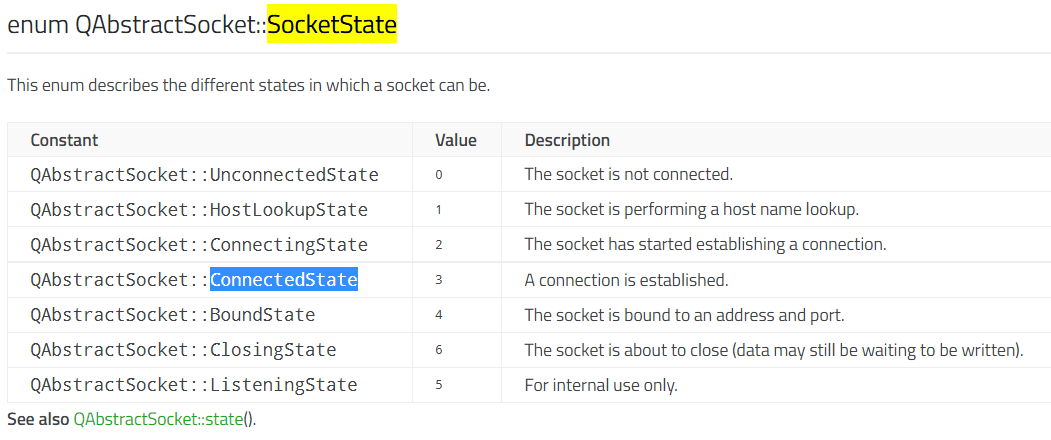 enum QAbstractSocket::SocketState
This enum describes the different states in which a socket can be.
Constant Value Description
QAbstractSocket::UnconnectedState 0 The socket is not connected.
QAbstractSocket::HostLookupState 1 The socket is performing a host name lookup.
QAbstractSocket::ConnectingState 2 The socket has started establishing a connection.
QAbstractSocket::ConnectedState 3 A connection is established.
QAbstractSocket::BoundState 4 The socket is bound to an address and port.
QAbstractSocket::ClosingState 6 The socket is about to close (data may still be waiting to be written).
QAbstractSocket::ListeningState 5 For internal use only.
See also QAbstractSocket::state().